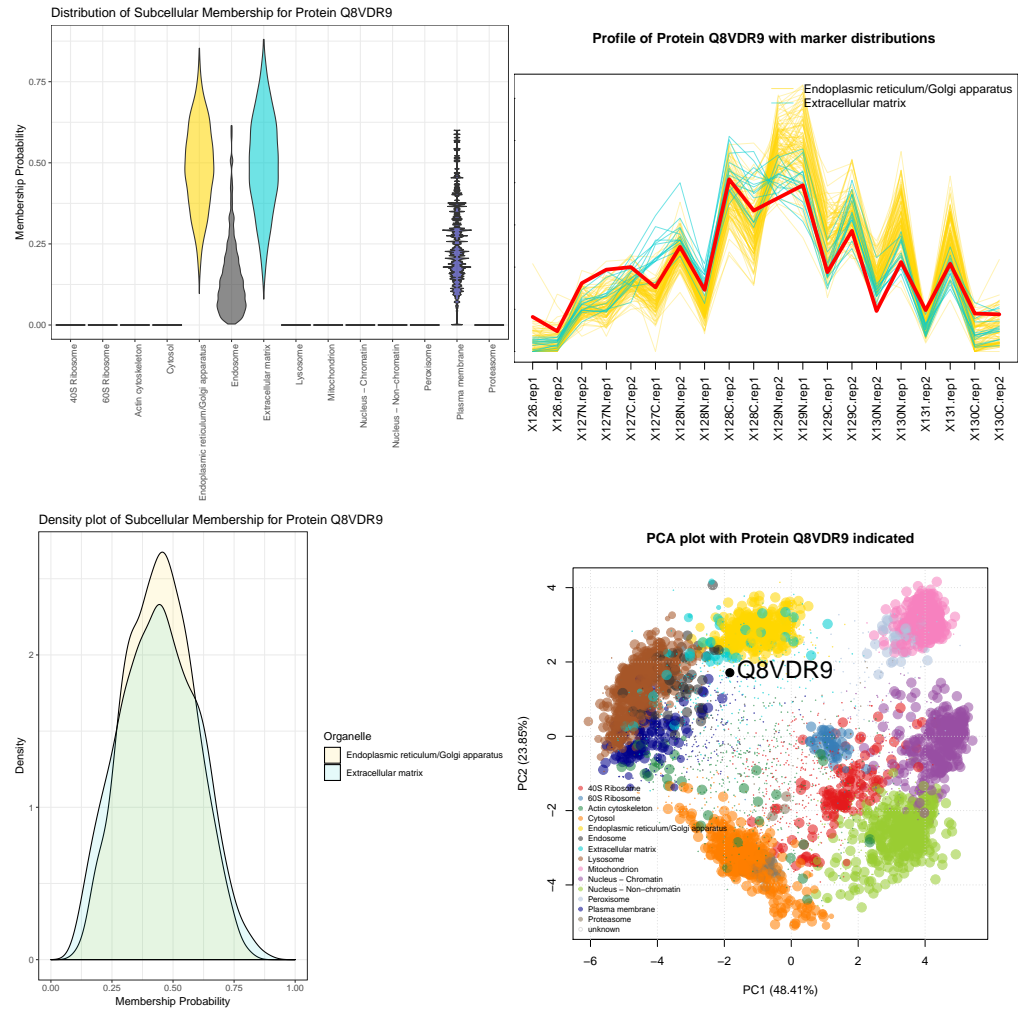 Distribution of Subcellular Membership for Protein Q8VDR9
Membership Probability
0.75
0.50
0.25
0.00
40S Ribosome
60S Ribosome
Actin cytoskeleton
Cytosol
Endoplasmic reticulum/Golgi apparatus
Endosome
Extracellular matrix
Lysosome
Mitochondrion
Nucleus − Chromatin
Nucleus − Non−chromatin
Peroxisome
Plasma membrane
Proteasome
Profile of Protein Q8VDR9 with marker distributions
Endoplasmic reticulum/Golgi apparatus
Extracellular matrix
X126.rep1
X126.rep2
X127N.rep2
X127N.rep1
X127C.rep2
X127C.rep1
X128N.rep2
X128N.rep1
X128C.rep2
X128C.rep1
X129N.rep2
X129N.rep1
X129C.rep1
X129C.rep2
X130N.rep2
X130N.rep1
X131.rep2
X131.rep1
X130C.rep1
X130C.rep2
Density plot of Subcellular Membership for Protein Q8VDR9
Density
2
1
0
0.00 0.25 0.50 0.75 1.00
Membership Probability
Organelle
Endoplasmic reticulum/Golgi apparatus
Extracellular matrix
PCA plot with Protein Q8VDR9 indicated
PC2 (23.85%)
4
2
0
−2
−4
Q8VDR9
40S Ribosome
60S Ribosome
Actin cytoskeleton
Cytosol
Endoplasmic reticulum/Golgi apparatus
Endosome
Extracellular matrix
Lysosome
Mitochondrion
Nucleus − Chromatin
Nucleus − Non−chromatin
Peroxisome
Plasma membrane
Proteasome
unknown
−6 −4 −2 0 2 4
PC1 (48.41%)